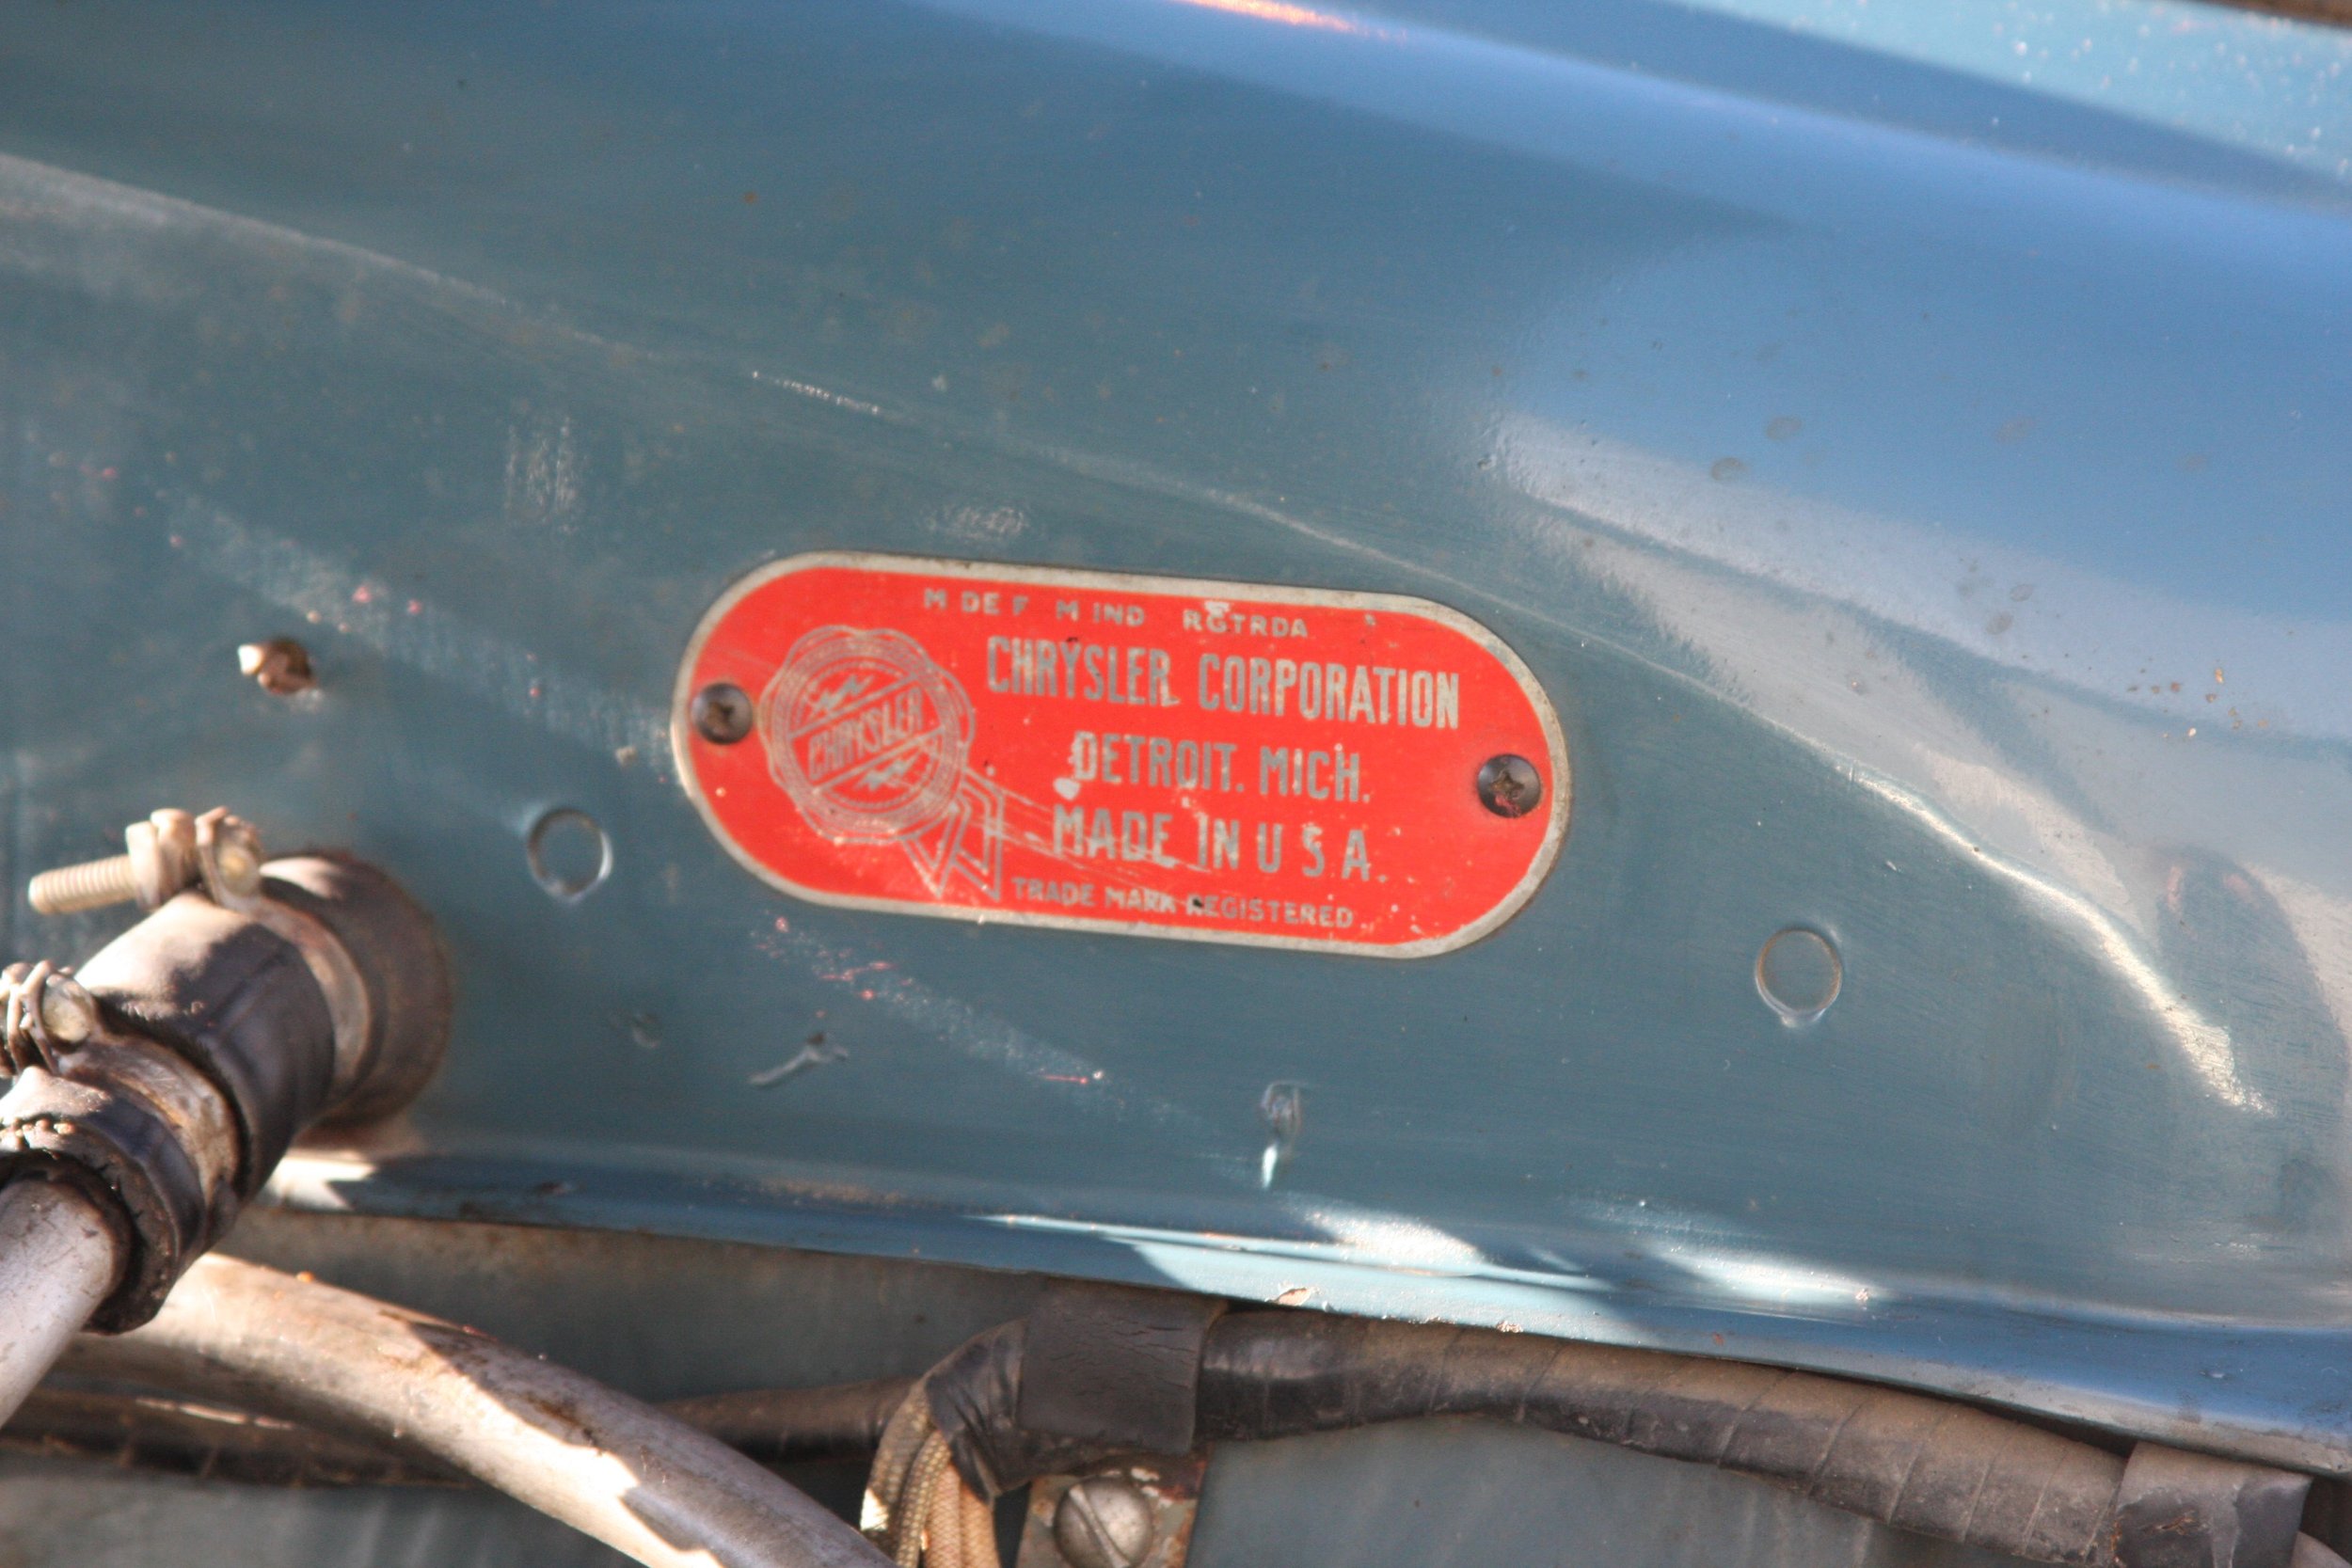 M DE F M IND RGTRDA
CHRYSLER CORPORATION
CHRYSLER
DETROIT. MICH.
MADE IN U S A.
TRADE MARK REGISTERED